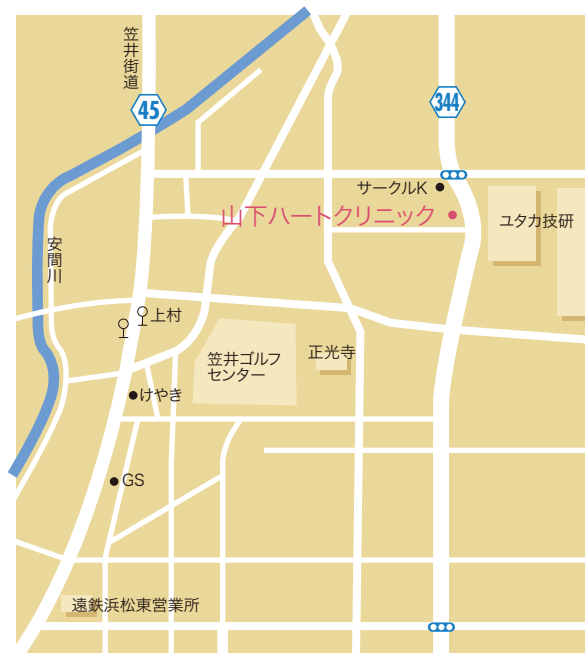 笠井街道
45
344
サークルK
山下ハートクリニック
ユタカ技研
安間川
上村
笠井ゴルフ
センター
正光寺
けやき
GS
遠鉄浜松東営業所